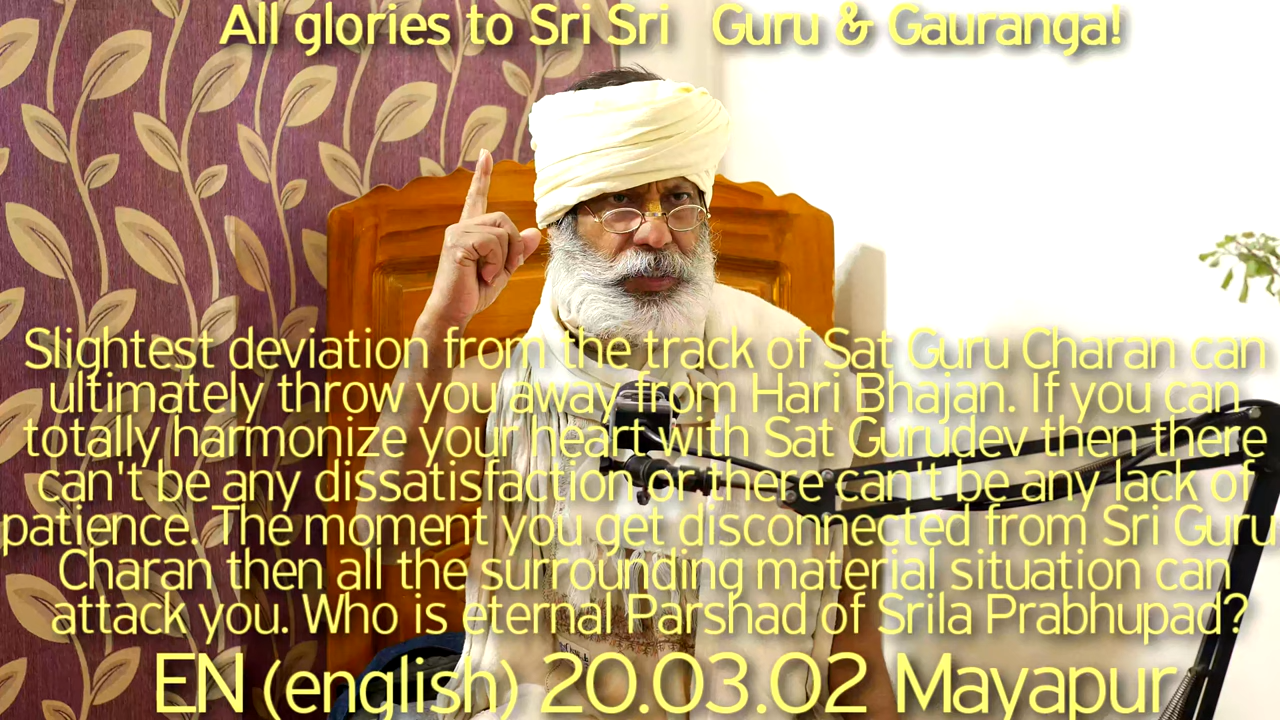 All glories to Sri Sri Guru & Gauranga!
Slightest deviation from the track of Sat Guru Charan can
ultimately throw you away from Hari Bhajan. If you can
totally harmonize your heart with Sat Gurudev then there
can't be any dissatisfaction or there can't be any lack of
patience. The moment you get disconnected from Sri Guru
Charan then all the surrounding material situation can
attack you. Who is eternal Parshad of Srila Prabhupad?
EN (english) 20.03.02 Mayapur